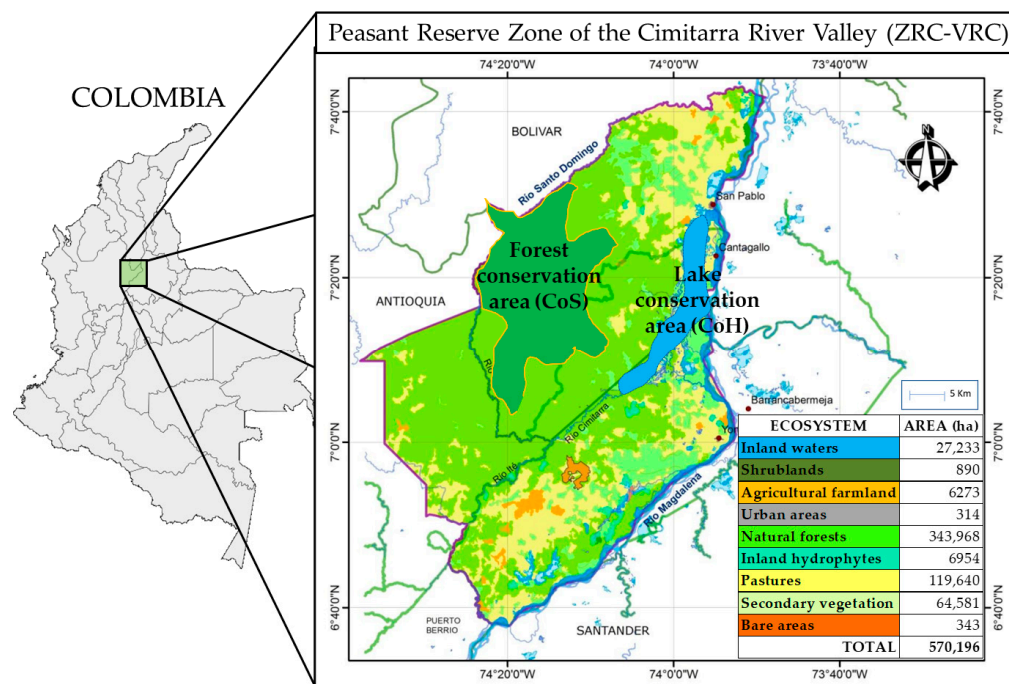 Peasant Reserve Zone of the Cimitarra River Valley (ZRC-VRC)
COLOMBIA
74°20'0"W
74°0'0"W
73°40'0"W
7°40'0"N
7°40'0"N
BOLIVAR
Río Santo Domingo
N
San Pablo
Forest
conservation
area (CoS)
Cantagallo
Lake
conservation
area (CoH)
7°20'0"N
7°20'0"N
ANTIOQUIA
Río Cimitarra
Barrancabermeja
5 Km
7°0'0"N
7°0'0"N
Río Ité
Río Magdalena
ECOSYSTEM AREA (ha)
Inland waters 27,233
Shrublands 890
Agricultural farmland 6273
Urban areas 314
Natural forests 343,968
Inland hydrophytes 6954
Pastures 119,640
Secondary vegetation 64,581
Bare areas 343
TOTAL 570,196
6°40'0"N
6°40'0"N
PUERTO
BERRIO
SANTANDER
74°20'0"W
74°0'0"W
73°40'0"W